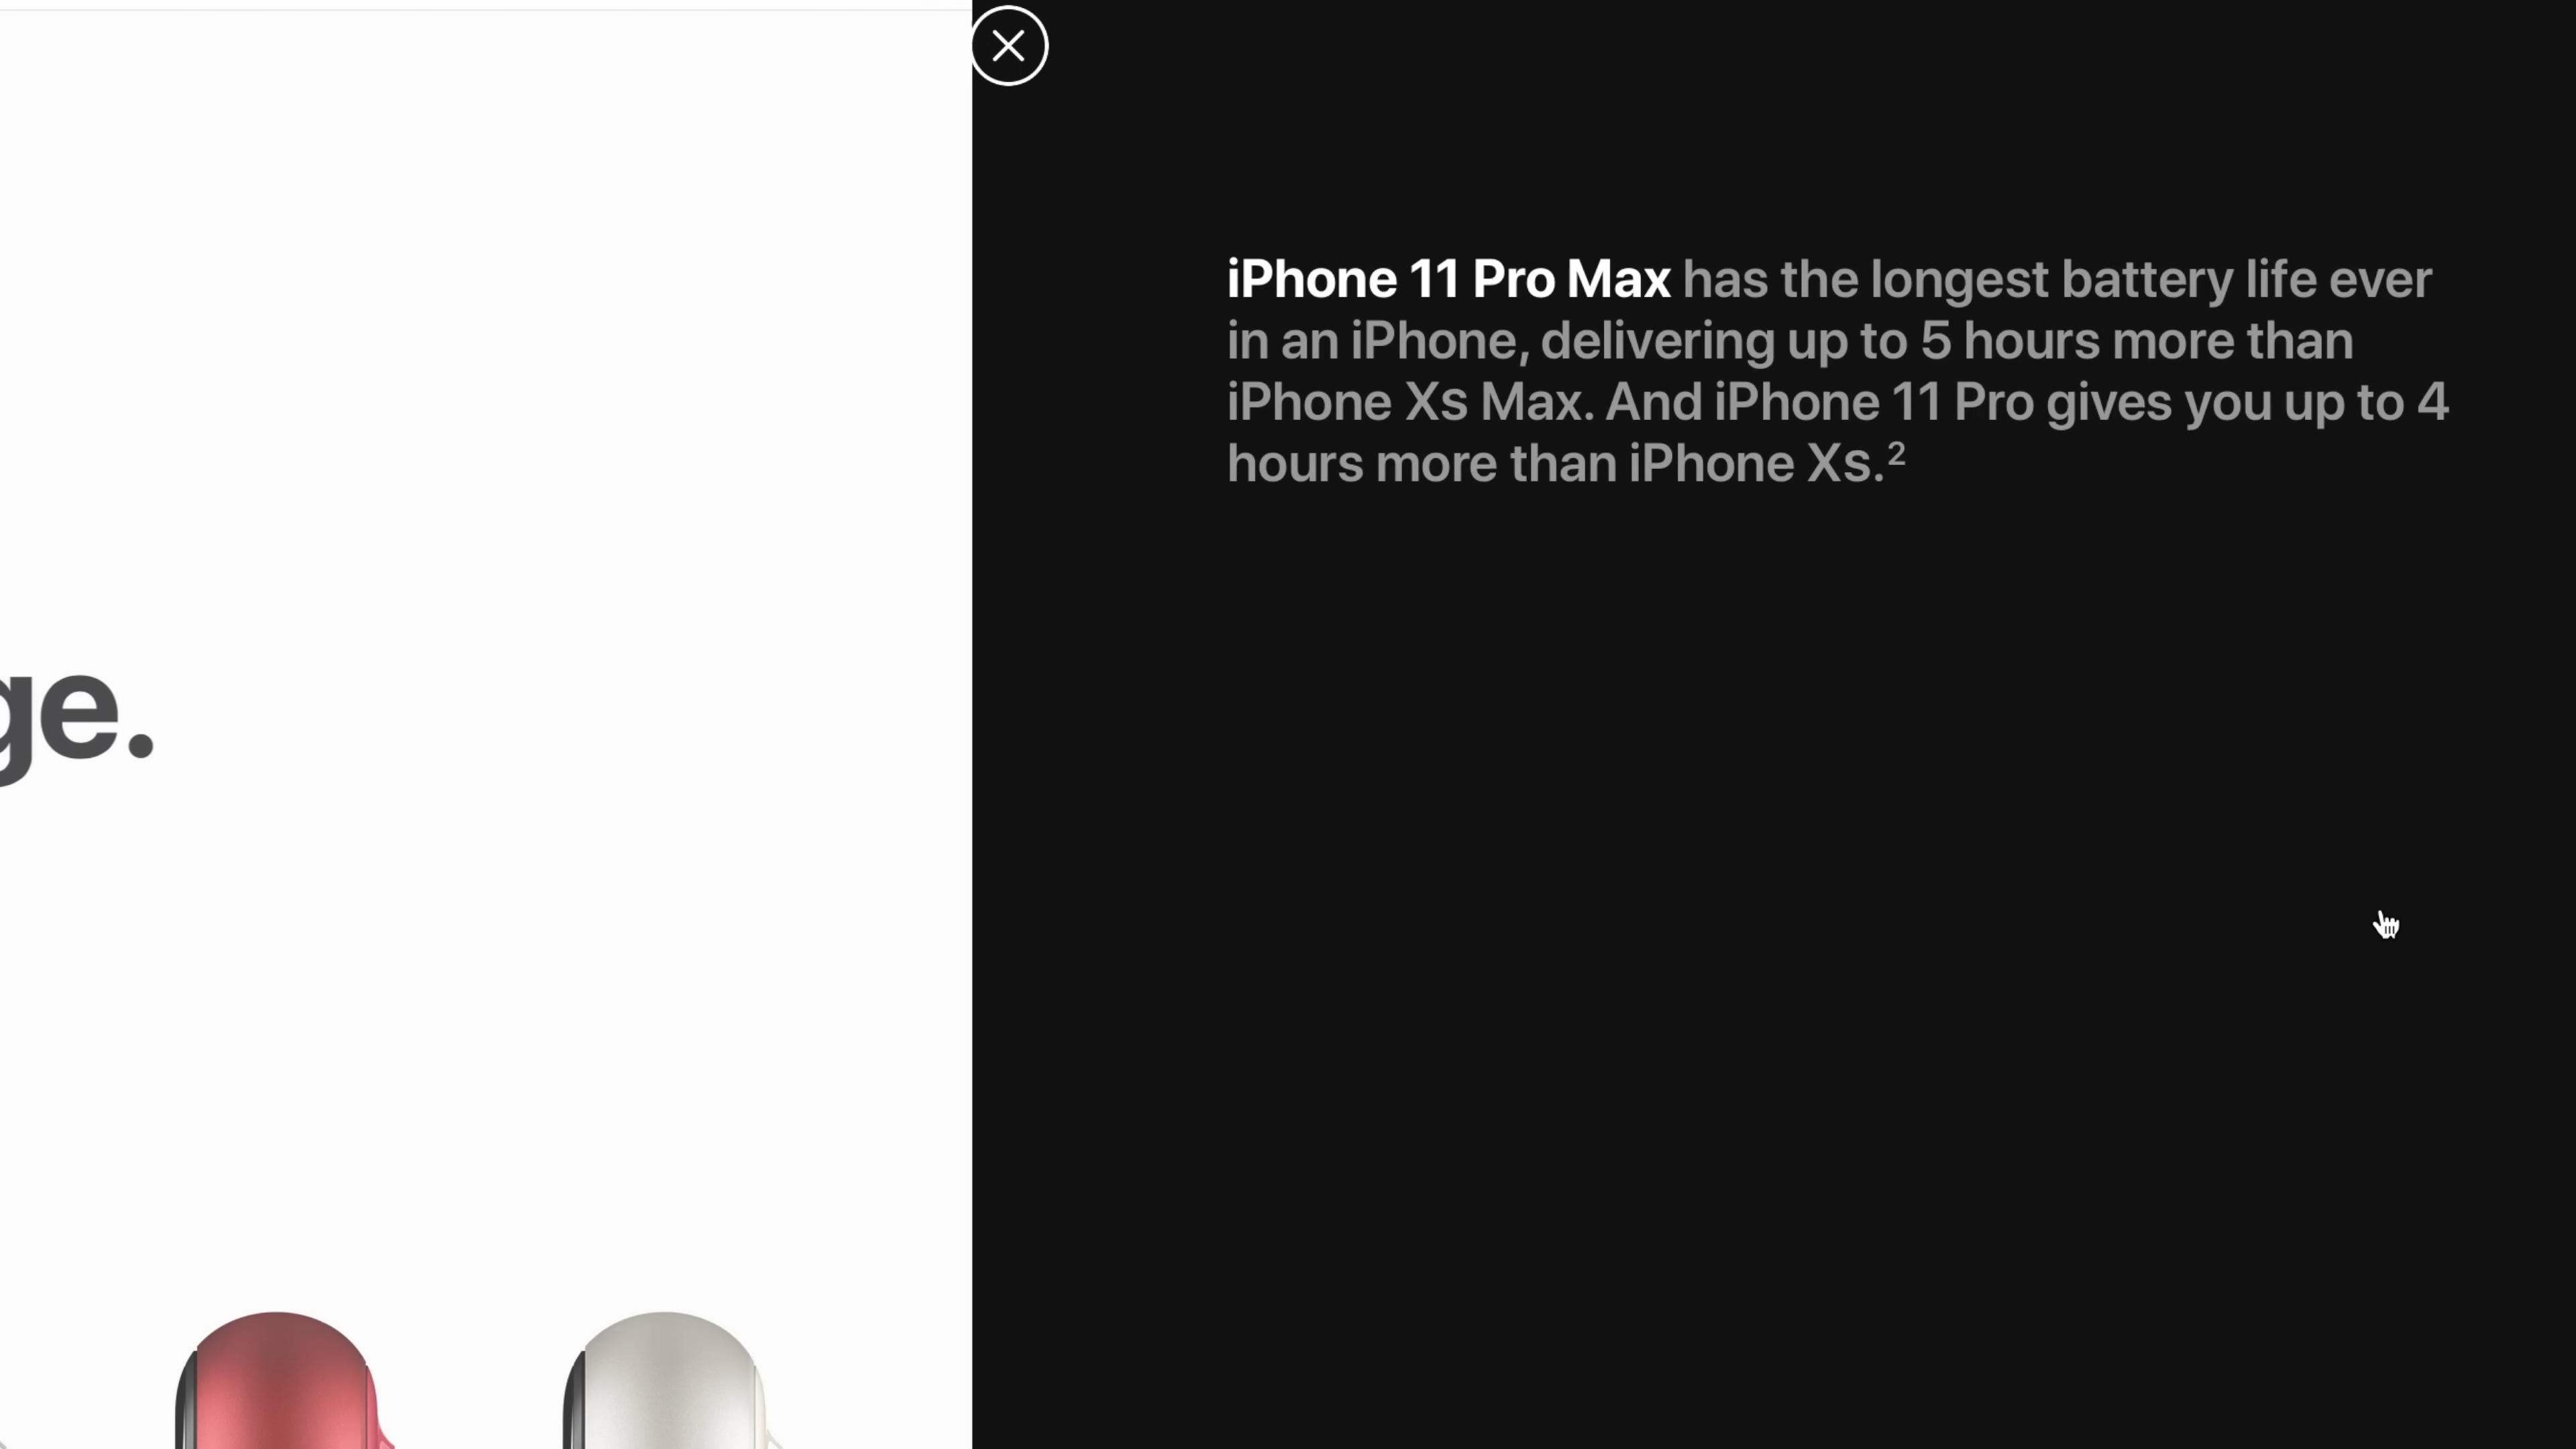 ge.
iPhone 11 Pro Max has the longest battery life ever
in an iPhone, delivering up to 5 hours more than
iPhone Xs Max. And iPhone 11 Pro gives you up to 4
hours more than iPhone Xs.²